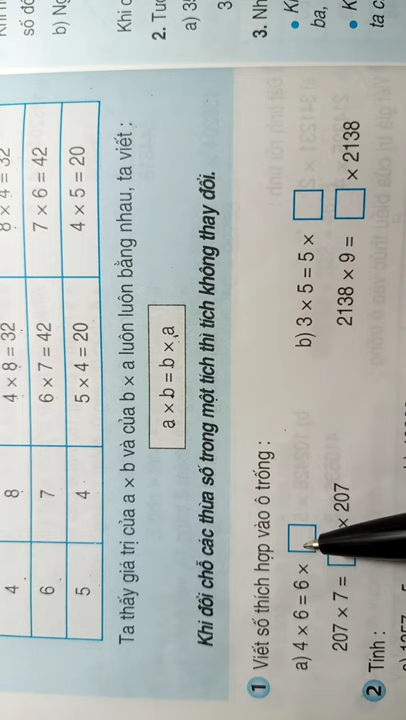 4 8 4 × 8 = 32 8 × 4 = 32
6 7 6 × 7 = 42 7 × 6 = 42
5 4 5 × 4 = 20 4 × 5 = 20
Ta thấy giá trị của a × b và của b × a luôn luôn bằng nhau, ta viết :
a × b = b × a
Khi đổi chỗ các thừa số trong một tích thì tích không thay đổi.
1 Viết số thích hợp vào ô trống :
a) 4 × 6 = 6 × b) 3 × 5 = 5 ×
207 × 7 = × 207 2138 × 9 = × 2138
2 Tính :
số đó
b)
Khi
2.
a)
3
3.
•
ba,
•
ta c